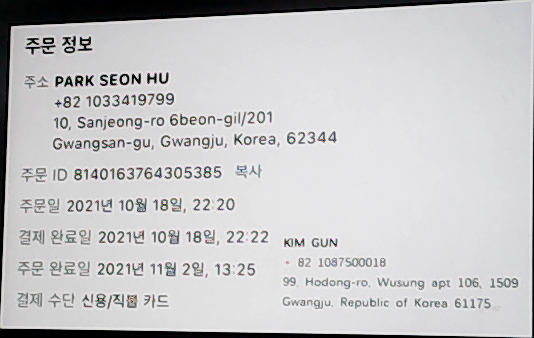 주문 정보
주소 PARK SEON HU
+82 1033419799
10, Sanjeong-ro 6beon-gil/201
Gwangsan-gu, Gwangju, Korea, 62344
주문 ID 8140163764305385 복사
주문일 2021년 10월 18일, 22:20
결제 완료일 2021년 10월 18일, 22:22
주문 완료일 2021년 11월 2일, 13:25
결제 수단 신용/직불 카드
KIM GUN
- 82 1087500018
99, Hodong-ro, Wusung apt 106, 1509
Gwangju, Republic of Korea 61175